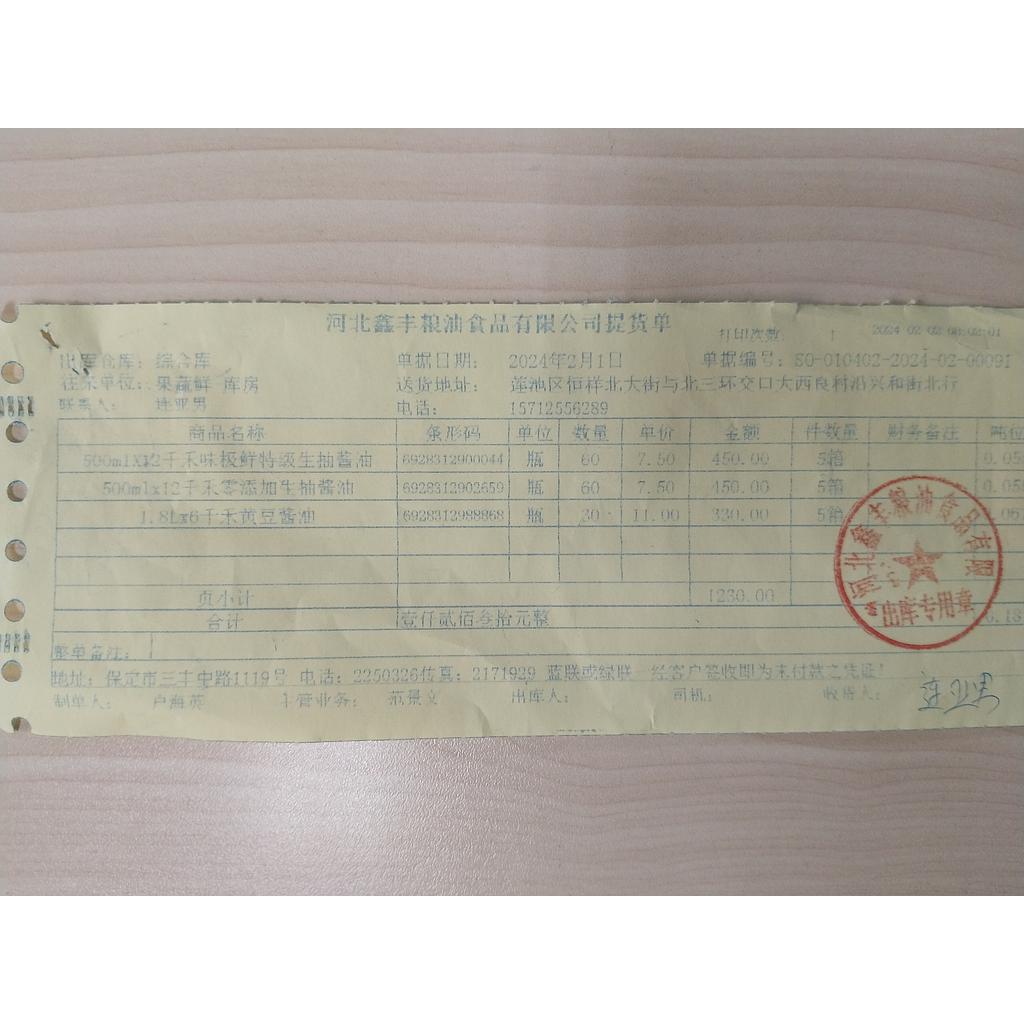 河北鑫丰粮油食品有限公司提货单
打印次数: 1 2024-02-02 08:02:01
出库仓库: 综合库 单据日期: 2024年2月1日 单据编号: SO-010402-2024-02-00091
往来单位: 果蔬鲜 库房 送货地址: 莲池区恒祥北大街与北三环交口大西良村沿兴和街北行
联系人: 连亚男 电话: 15712556289
商品名称 条形码 单位 数量 单价 金额 件数量 财务备注 吨位
500mlX12千禾味极鲜特级生抽酱油 6928312900044 瓶 60 7.50 450.00 5箱 0.05
500mlx12千禾零添加生抽酱油 6928312902659 瓶 60 7.50 450.00 5箱 0.05
1.8Lx6千禾黄豆酱油 6928312988868 瓶 30 11.00 330.00 5箱
页小计 1230.00
合计 壹仟贰佰叁拾元整
整单备注:
地址: 保定市三丰中路1119号 电话: 2250326传真: 2171929 蓝联或绿联一经客户签收即为未付款之凭证!
制单人: 卢海英 主管业务: 范景文 出库人: 司机: 收货人:
河北鑫丰粮油食品有限
出库专用章